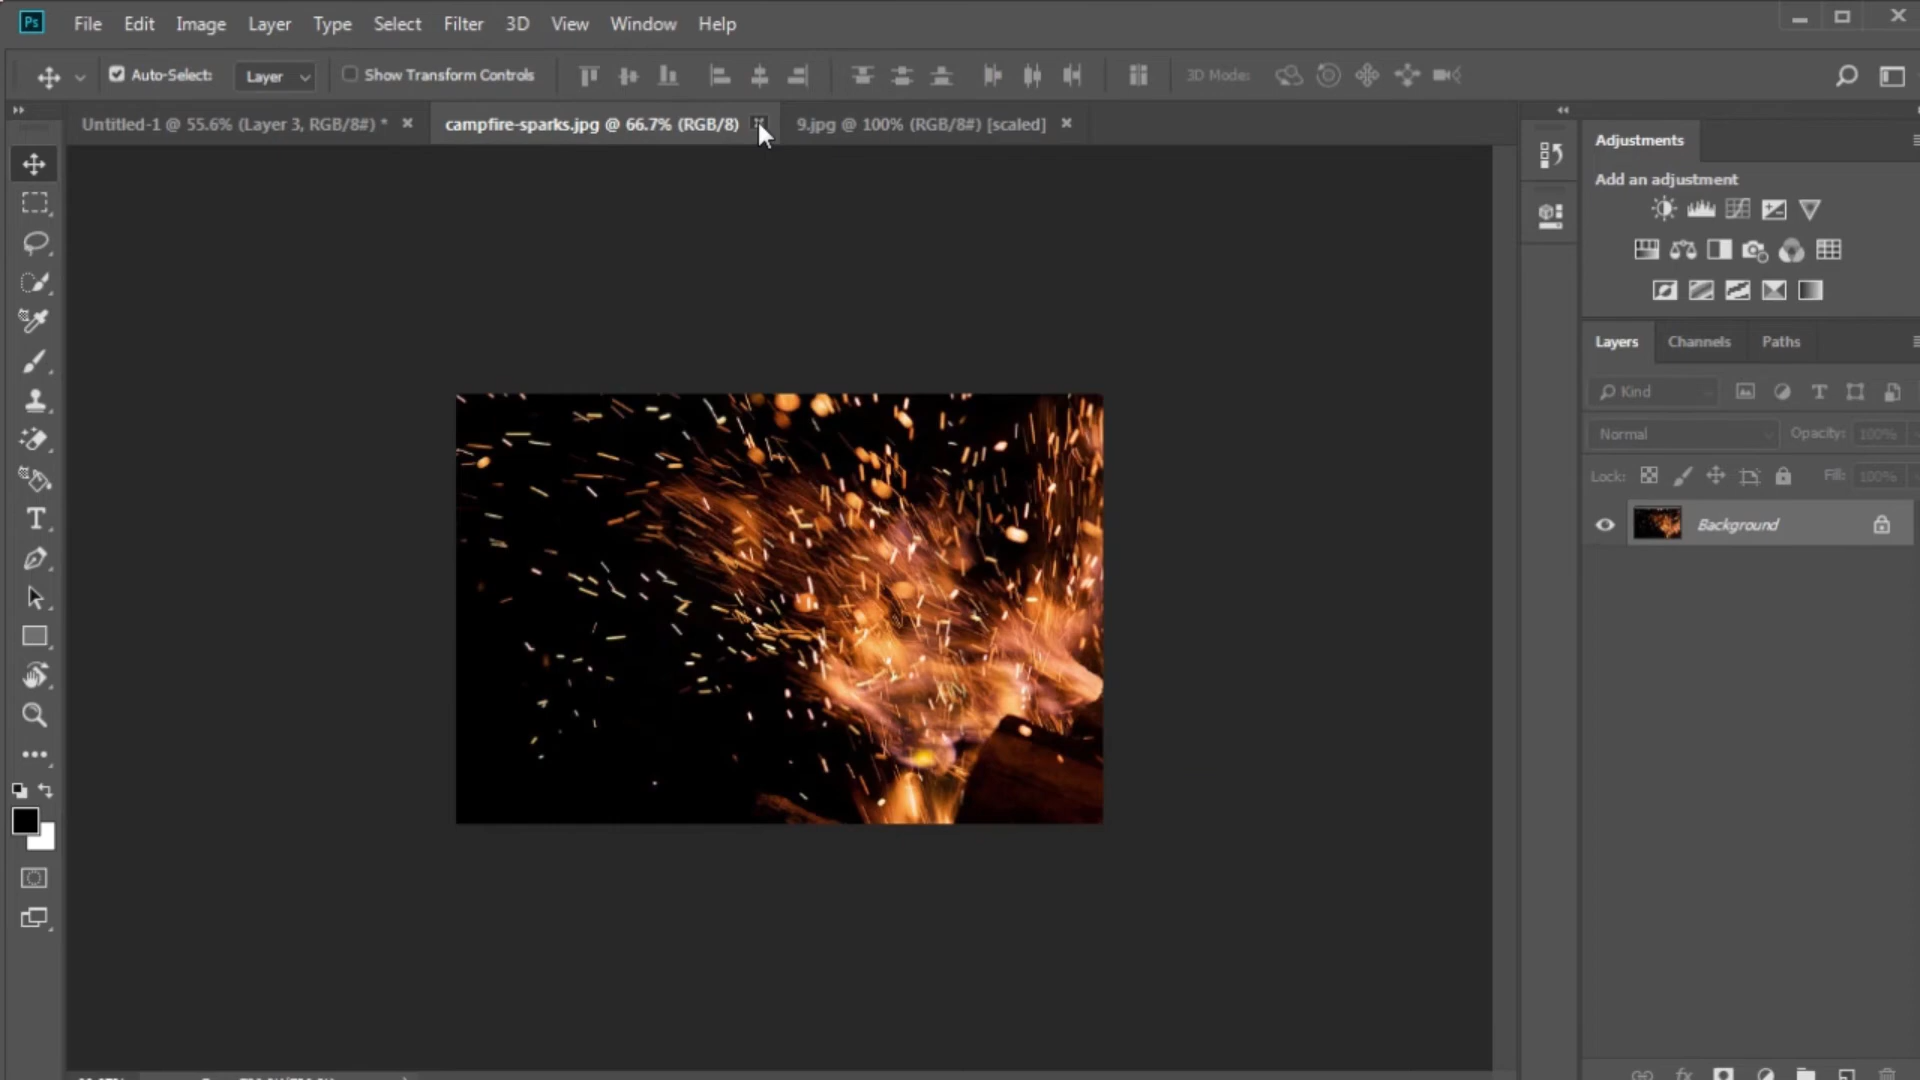 Ps File Edit Image Layer Type Select Filter 3D View Window Help
Auto-Select: Layer Show Transform Controls 3D Mode:
Untitled-1 @ 55.6% (Layer 3, RGB/8#) * campfire-sparks.jpg @ 66.7% (RGB/8) 9.jpg @ 100% (RGB/8#) [scaled]
Adjustments
Add an adjustment
Layers Channels Paths
Kind
Normal Opacity: 100%
Lock: Fill: 100%
Background
fx